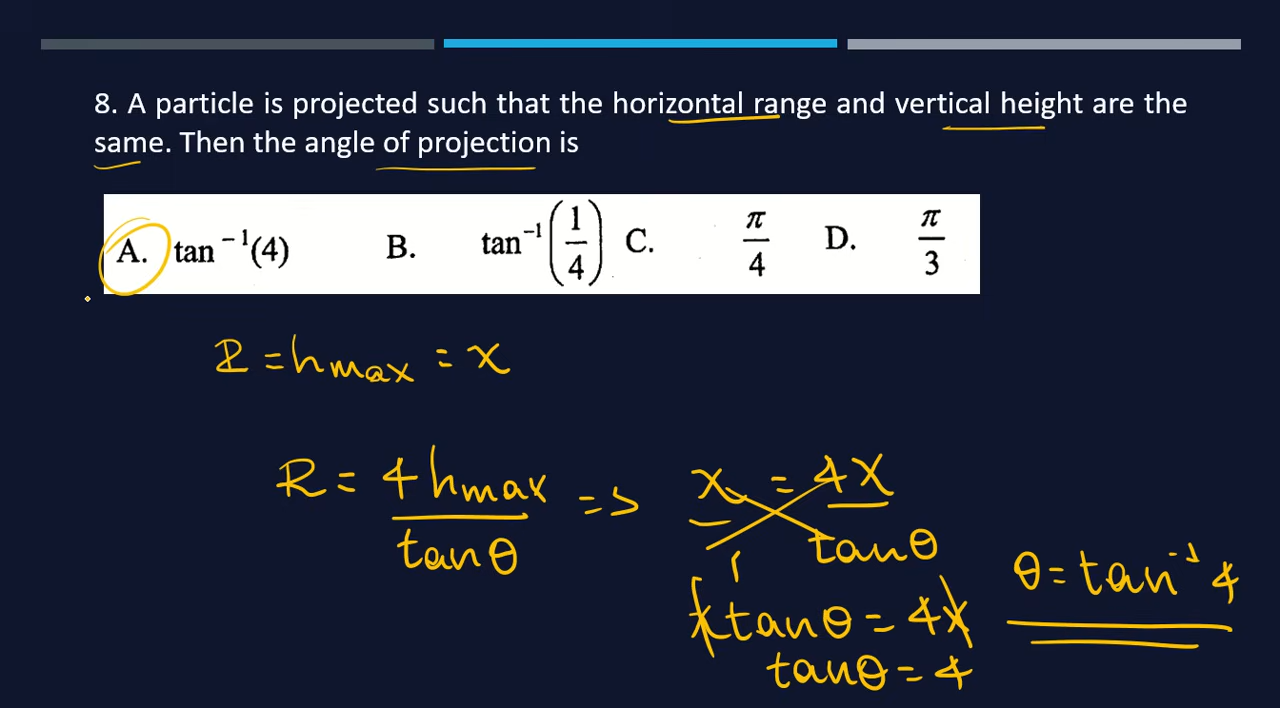 8. A particle is projected such that the horizontal range and vertical height are the
same. Then the angle of projection is
A. tan⁻¹(4) B. tan⁻¹(1/4) C. π/4 D. π/3
R = hmax = x
R = 4hmax/tanθ => x/1 = 4x/tanθ
x tanθ = 4x
tanθ = 4
θ = tan⁻¹ 4